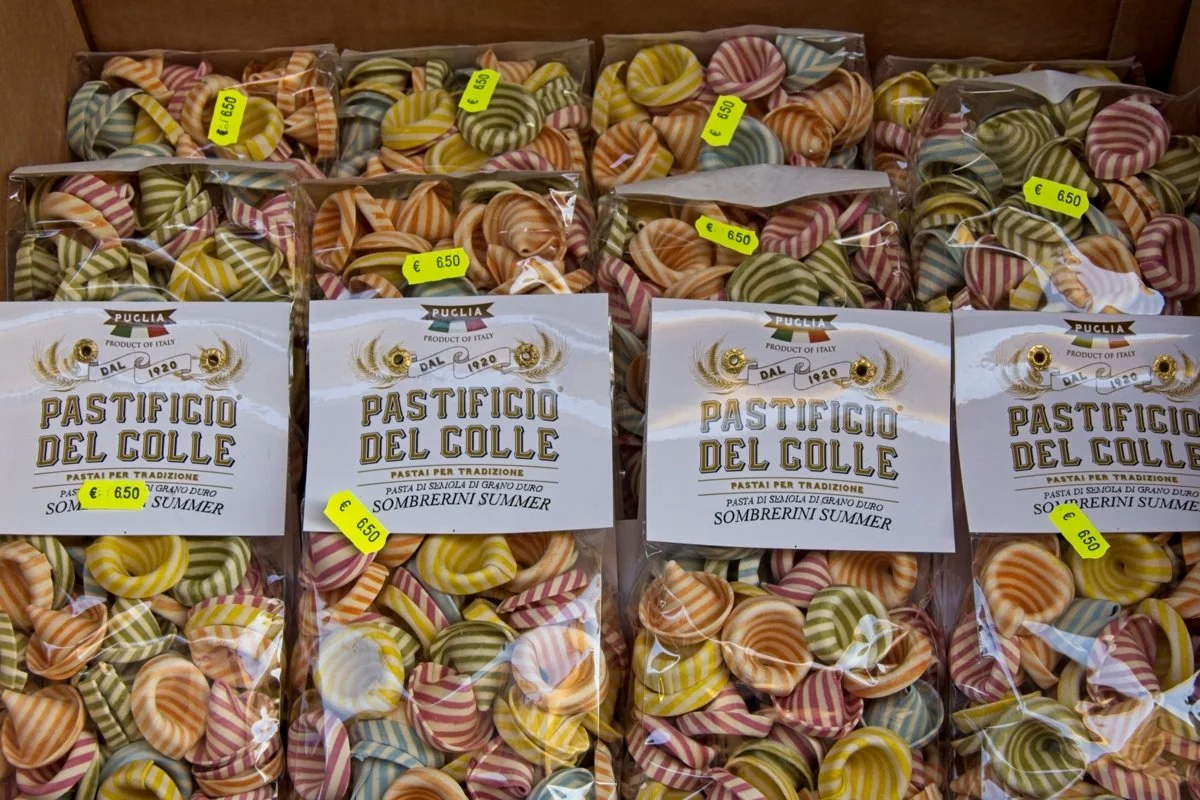 € 6.50
€ 6.50
€ 6.50
€ 6.50
€ 6.50
€ 6.50
PUGLIA
PRODUCT OF ITALY
DAL 1920
PASTIFICIO
DEL COLLE
PASTAI PER TRADIZIONE
PASTA DI SEMOLA DI GRANO DURO
SUMMER
€ 6.50
PUGLIA
PRODUCT OF ITALY
DAL 1920
PASTIFICIO
DEL COLLE
PASTAI PER TRADIZIONE
PASTA DI SEMOLA DI GRANO DURO
SOMBRERINI SUMMER
€ 6.50
PUGLIA
PRODUCT OF ITALY
DAL 1920
PASTIFICIO
DEL COLLE
PASTAI PER TRADIZIONE
PASTA DI SEMOLA DI GRANO DURO
SOMBRERINI SUMMER
PUGLIA
PRODUCT OF ITALY
DAL 1920
PASTIFICIO
DEL COLLE
PASTAI PER TRADIZIONE
PASTA DI SEMOLA DI GRANO DURO
SOMBRERINI SUMMER
€ 6.50